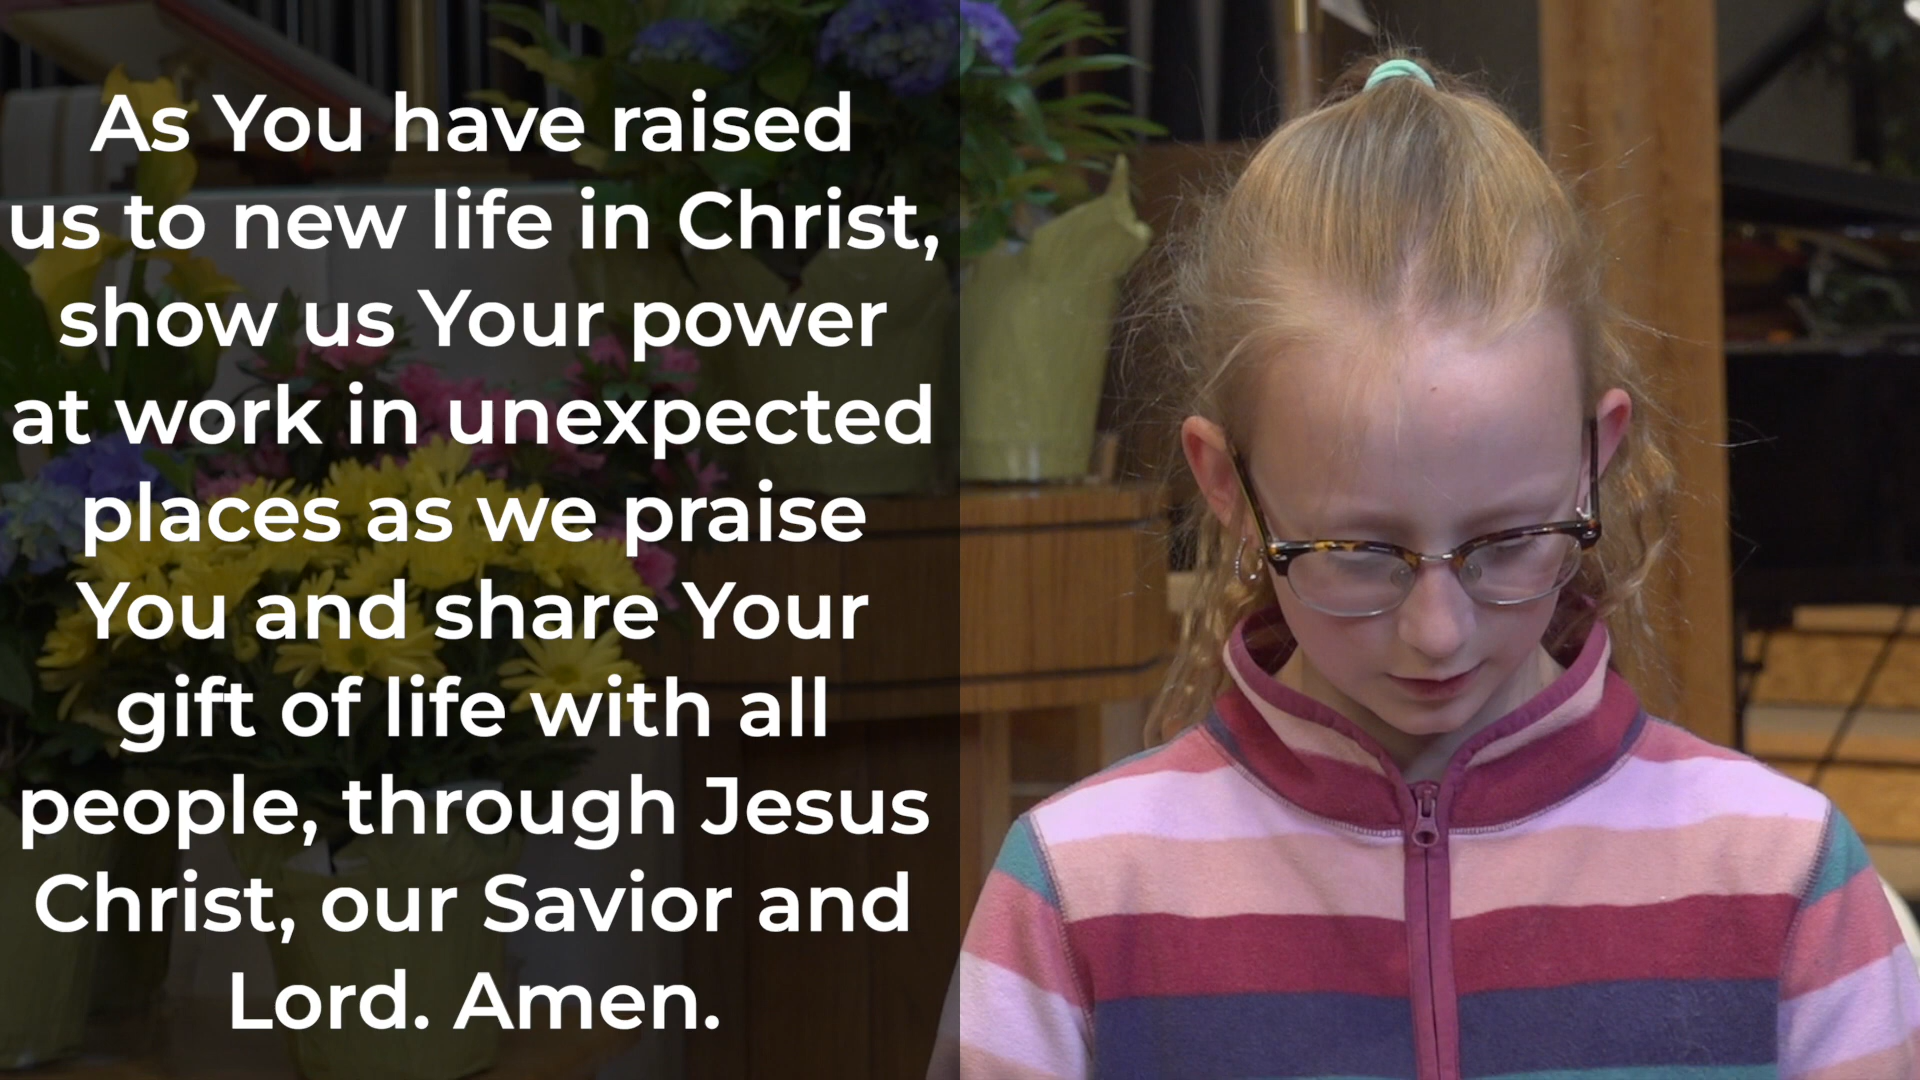 As You have raised
us to new life in Christ,
show us Your power
at work in unexpected
places as we praise
You and share Your
gift of life with all
people, through Jesus
Christ, our Savior and
Lord. Amen.